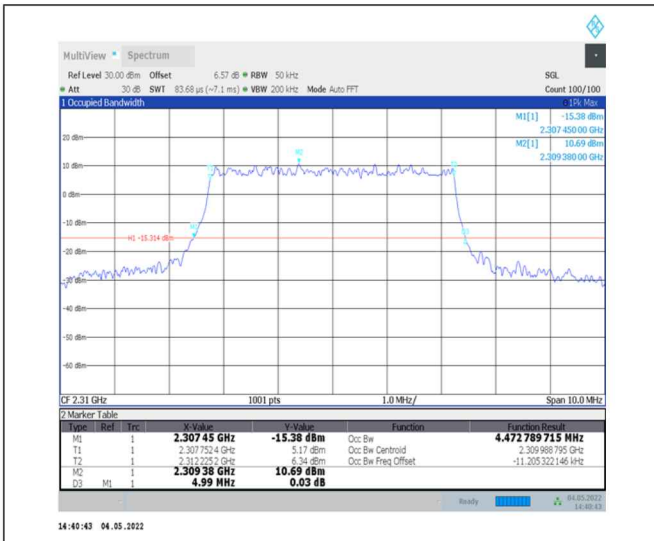 MultiView Spectrum
Ref Level 30.00 dBm Offset 6.57 dB RBW 50 kHz SGL
Att 30 dB SWT 83.68 µs (~7.1 ms) VBW 200 kHz Mode Auto FFT Count 100/100
1 Occupied Bandwidth 1Pk Max
M1[1] -15.38 dBm
2.307 450 00 GHz
M2[1] 10.69 dBm
2.309 380 00 GHz
20 dBm
10 dBm
0 dBm
-10 dBm
H1 -15.314 dBm
-20 dBm
-30 dBm
-40 dBm
-50 dBm
-60 dBm
M2
M1
CF 2.31 GHz 1001 pts 1.0 MHz/ Span 10.0 MHz
2 Marker Table
Type Ref Trc X-Value Y-Value Function Function Result
M1 1 2.307 45 GHz -15.38 dBm Occ Bw 4.472 789 715 MHz
T1 1 2.307 752 4 GHz 5.17 dBm Occ Bw Centroid 2.309 988 795 GHz
T2 1 2.312 225 2 GHz 6.34 dBm Occ Bw Freq Offset -11.205 322 146 kHz
M2 1 2.309 38 GHz 10.69 dBm
D3 M1 1 4.99 MHz 0.03 dB
Ready 04.05.2022
14:40:43
14:40:43 04.05.2022